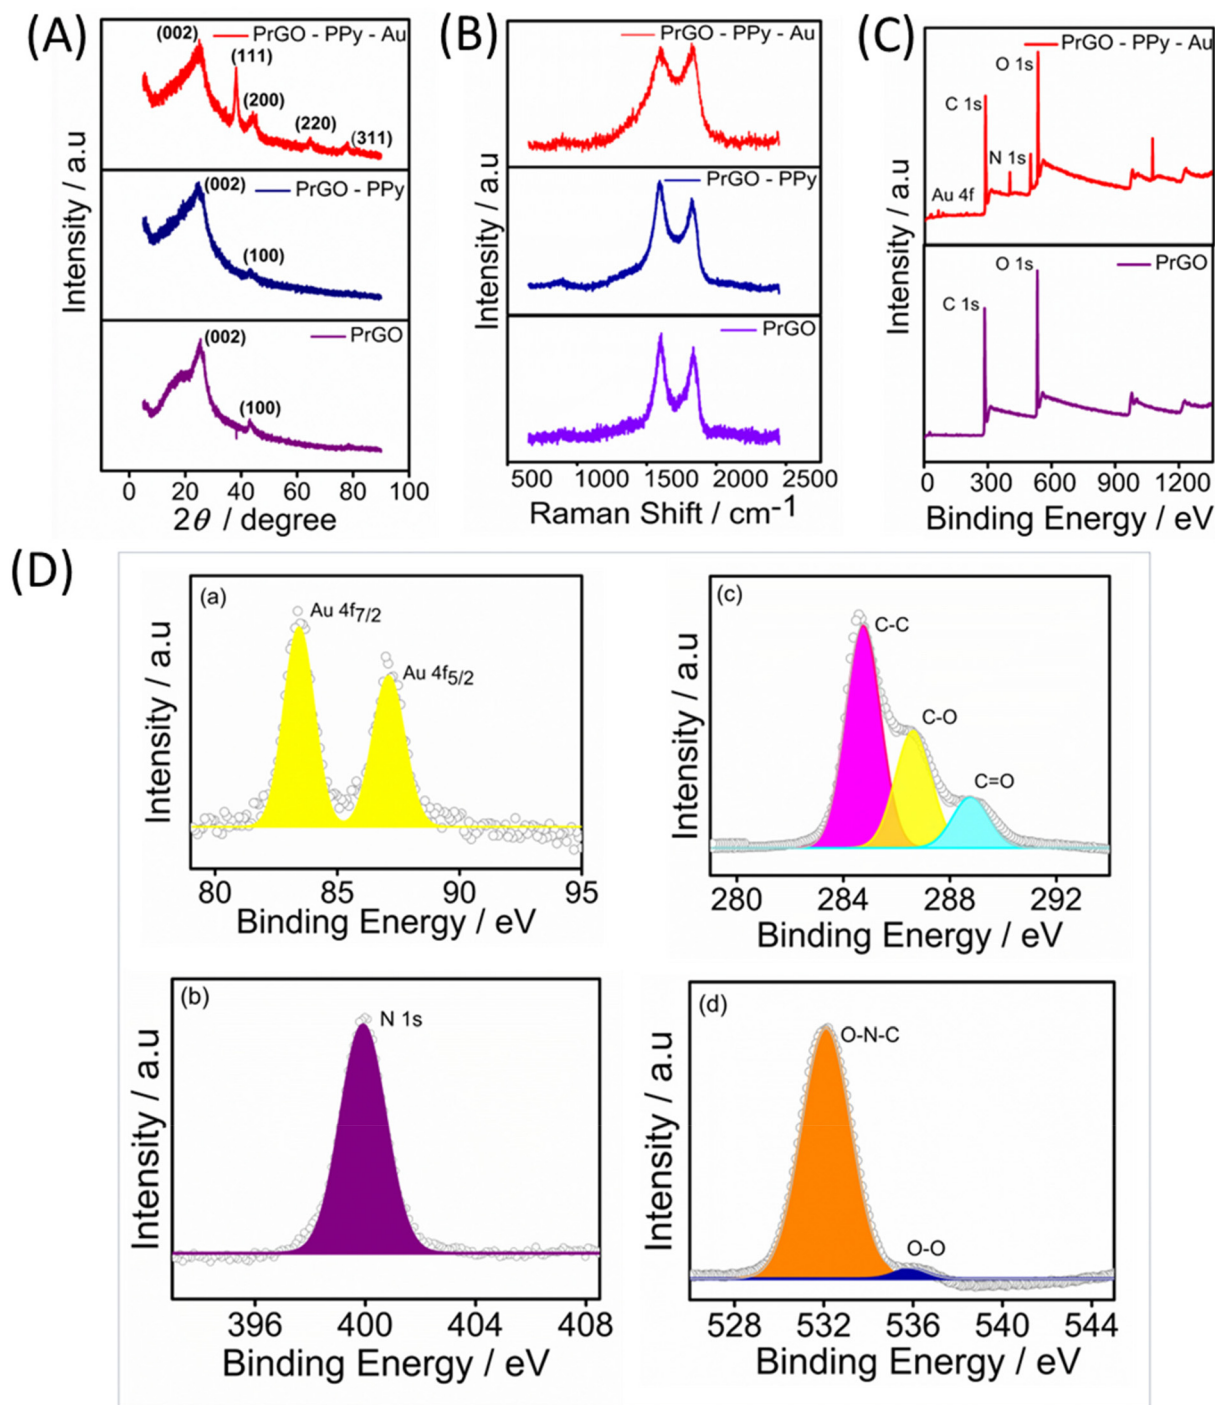 (A)
PrGO - PPy - Au
(002)
(111)
(200)
(220)
(311)
PrGO - PPy
(002)
(100)
PrGO
(002)
(100)
Intensity / a.u
0 20 40 60 80 100
2θ / degree
(B)
PrGO - PPy - Au
PrGO - PPy
PrGO
Intensity / a.u
500 1000 1500 2000 2500
Raman Shift / cm-1
(C)
PrGO - PPy - Au
O 1s
C 1s
N 1s
Au 4f
PrGO
O 1s
C 1s
Intensity / a.u
0 300 600 900 1200
Binding Energy / eV
(D)
(a)
Au 4f7/2
Au 4f5/2
Intensity / a.u
80 85 90 95
Binding Energy / eV
(c)
C-C
C-O
C=O
Intensity / a.u
280 284 288 292
Binding Energy / eV
(b)
N 1s
Intensity / a.u
396 400 404 408
Binding Energy / eV
(d)
O-N-C
O-O
Intensity / a.u
528 532 536 540 544
Binding Energy / eV